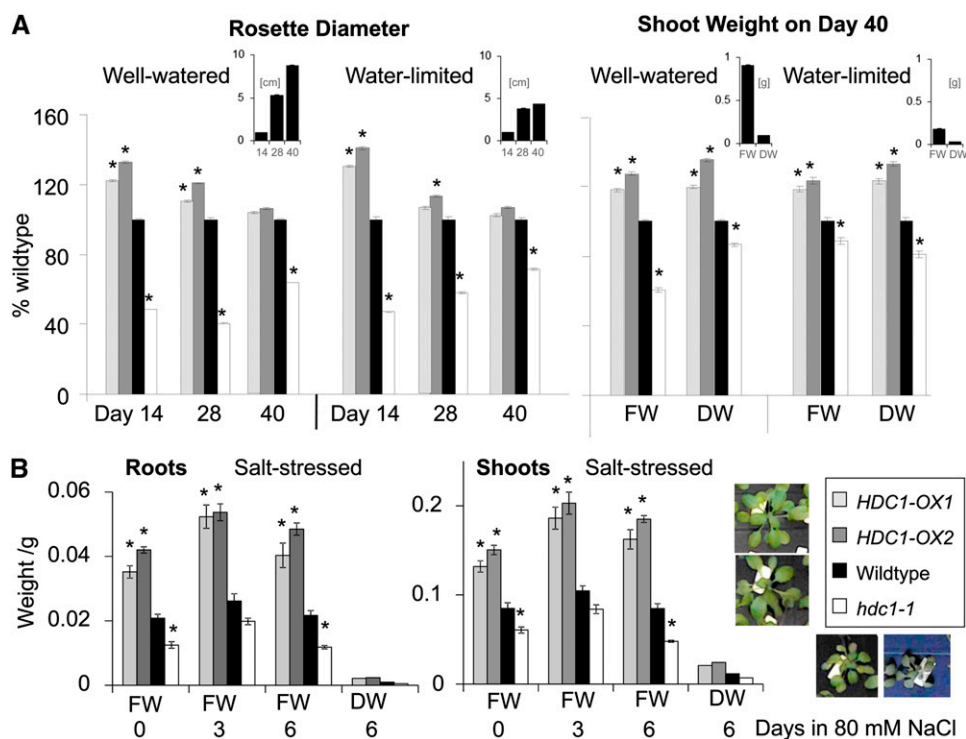 A
Rosette Diameter
Shoot Weight on Day 40
Well-watered
Water-limited
Well-watered
Water-limited
10
5
0
[cm]
14 28 40
10
5
0
[cm]
14 28 40
1
0.5
0
[g]
FW DW
1
0.5
0
[g]
FW DW
% wildtype
160
120
80
40
0
* * * * * * * * * * * * * * * * * * * * *
Day 14 28 40
Day 14 28 40
FW DW
FW DW
B
Roots Salt-stressed
Weight /g
0.06
0.04
0.02
0
* * * * * * * *
FW FW FW DW
0 3 6 6
Shoots Salt-stressed
0.2
0.1
0
* * * * * * * *
FW FW FW DW
0 3 6 6
Days in 80 mM NaCl
HDC1-OX1
HDC1-OX2
Wildtype
hdc1-1